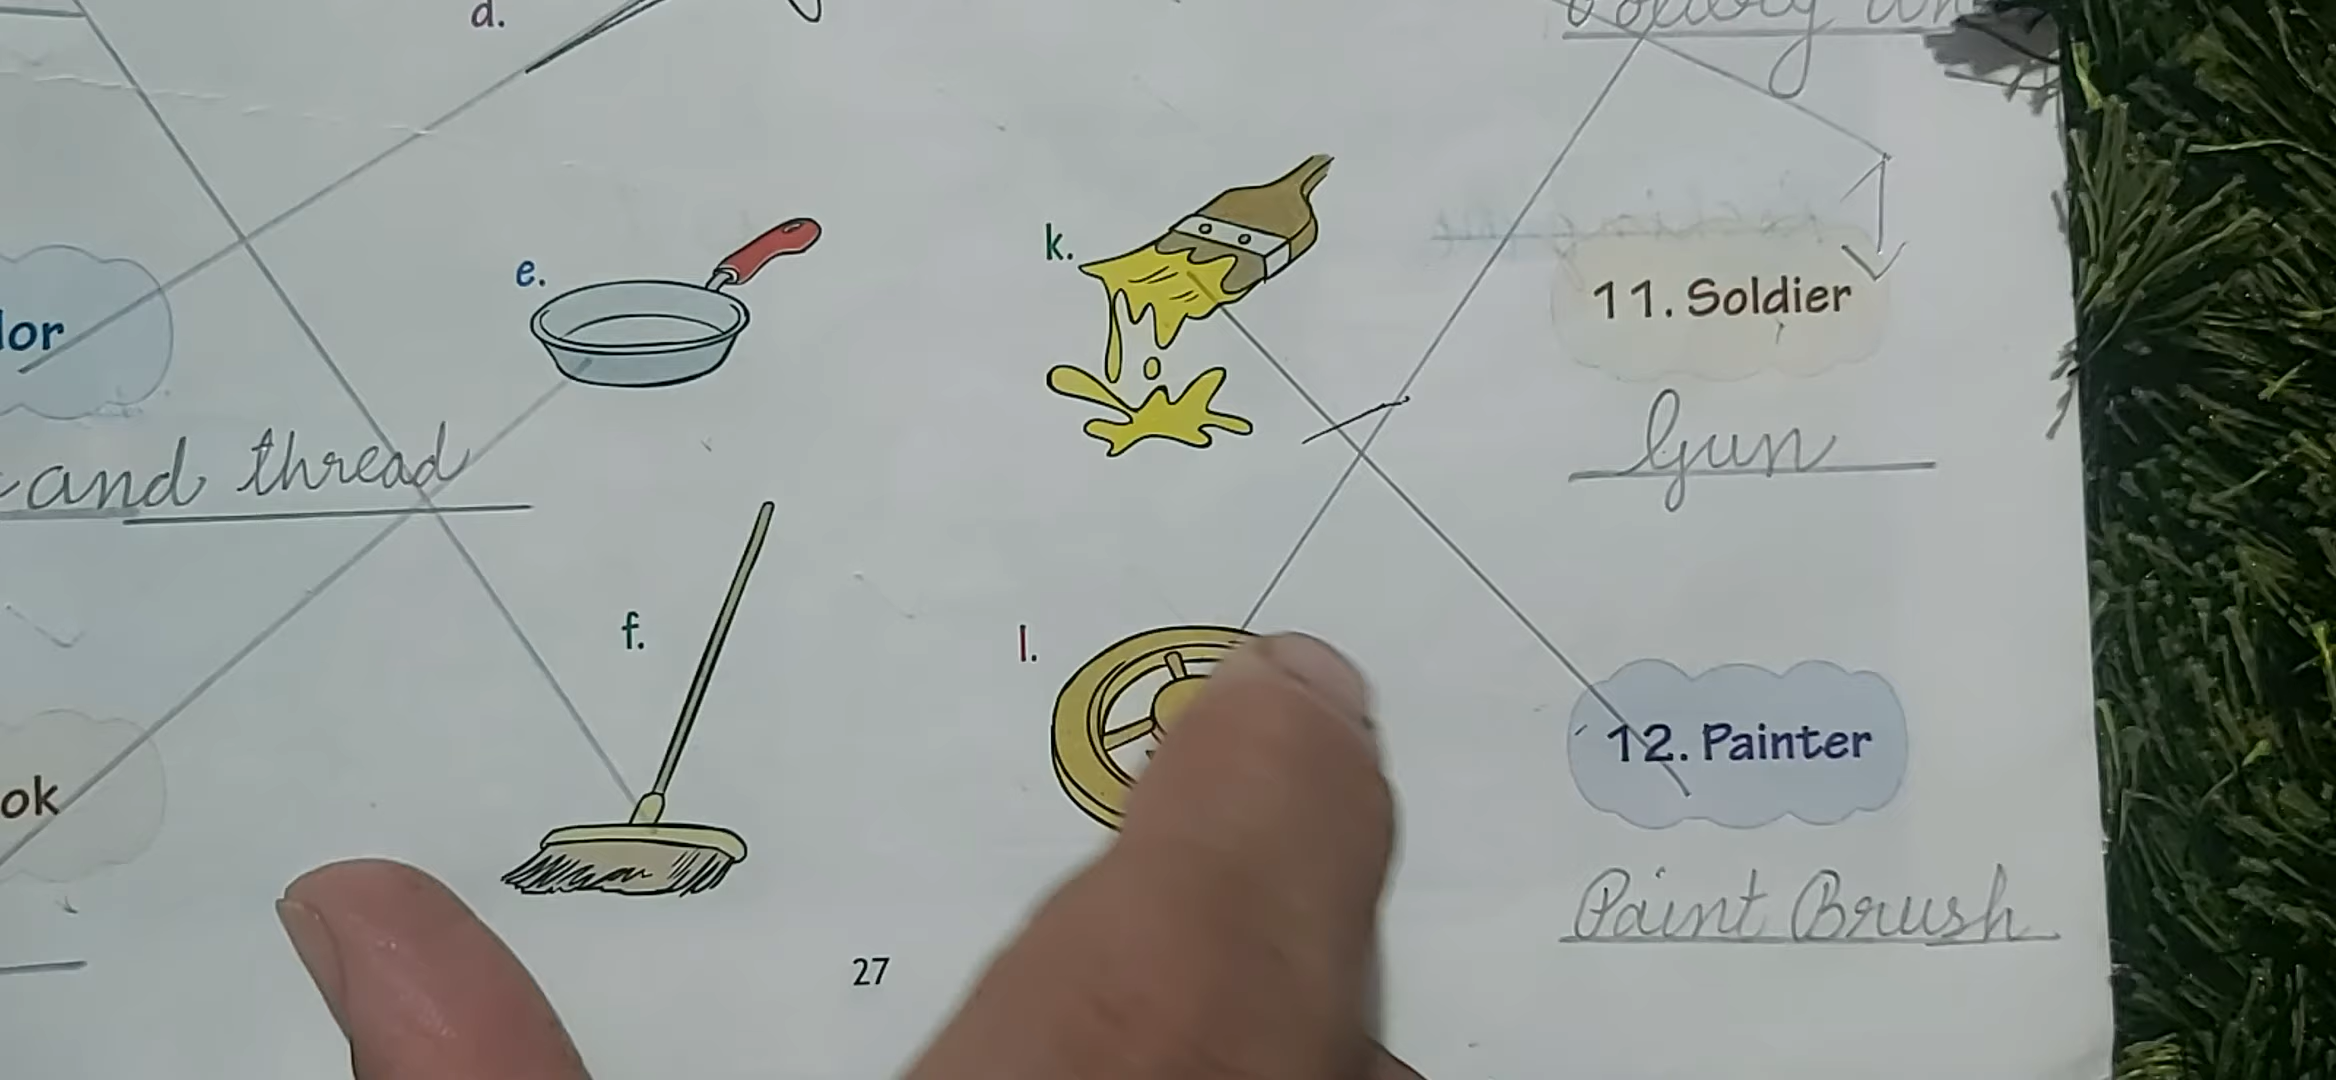 d.
e.
k.
11. Soldier
lor
and thread
Gun
f.
l.
12. Painter
ok
Paint Brush
27